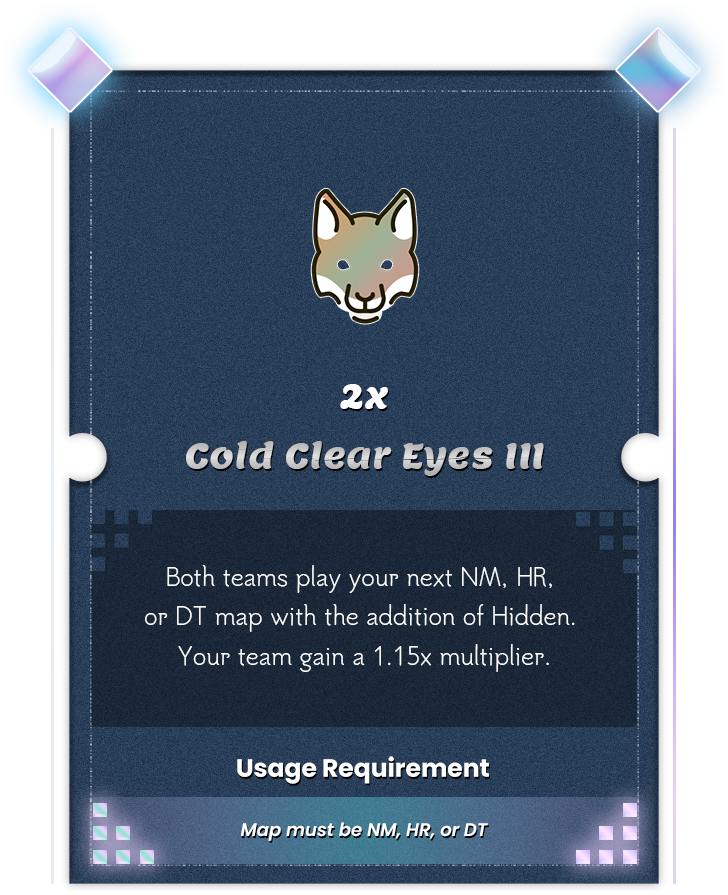 2x
Cold Clear Eyes III
Both teams play your next NM, HR,
or DT map with the addition of Hidden.
Your team gain a 1.15x multiplier.
Usage Requirement
Map must be NM, HR, or DT